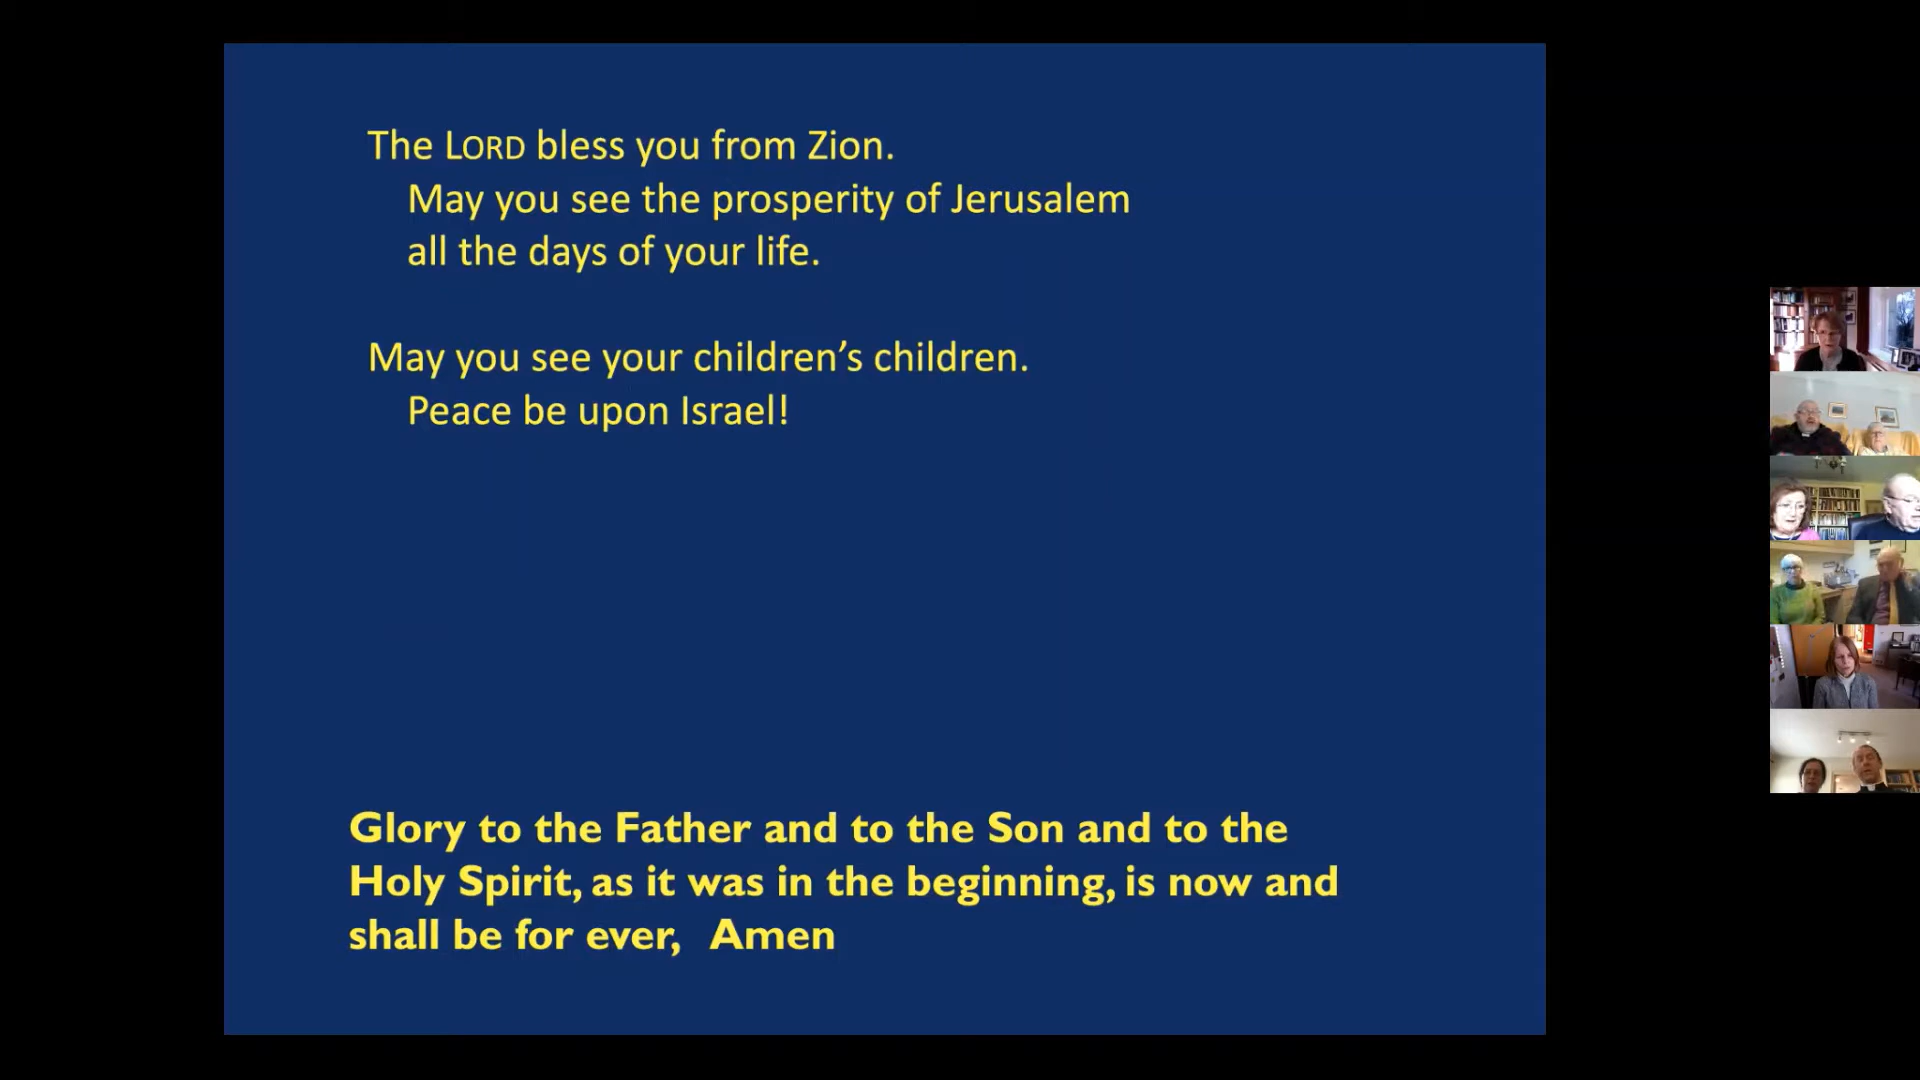 The LORD bless you from Zion.
May you see the prosperity of Jerusalem
all the days of your life.
May you see your children’s children.
Peace be upon Israel!
Glory to the Father and to the Son and to the
Holy Spirit, as it was in the beginning, is now and
shall be for ever, Amen